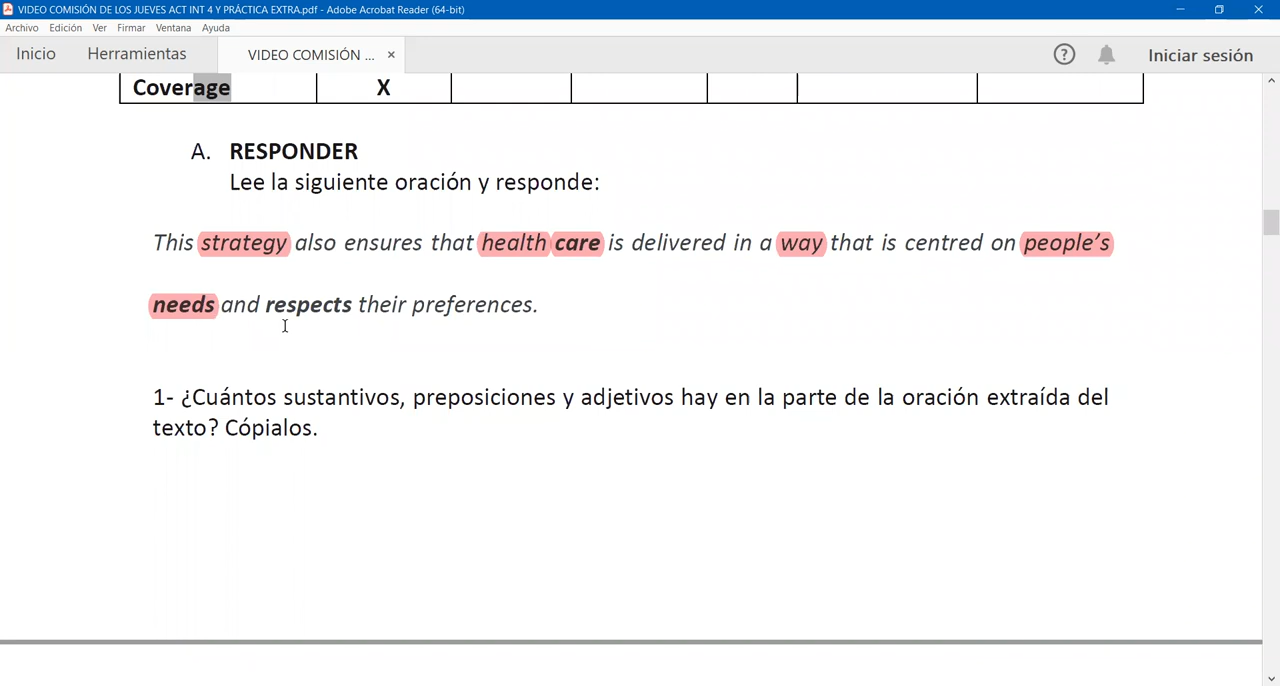 VIDEO COMISIÓN DE LOS JUEVES ACT INT 4 Y PRÁCTICA EXTRA.pdf - Adobe Acrobat Reader (64-bit)
Archivo Edición Ver Firmar Ventana Ayuda
Inicio Herramientas VIDEO COMISIÓN ... × Iniciar sesión
Coverage X
A. RESPONDER
Lee la siguiente oración y responde:
This strategy also ensures that health care is delivered in a way that is centred on people’s
needs and respects their preferences.
1- ¿Cuántos sustantivos, preposiciones y adjetivos hay en la parte de la oración extraída del
texto? Cópialos.